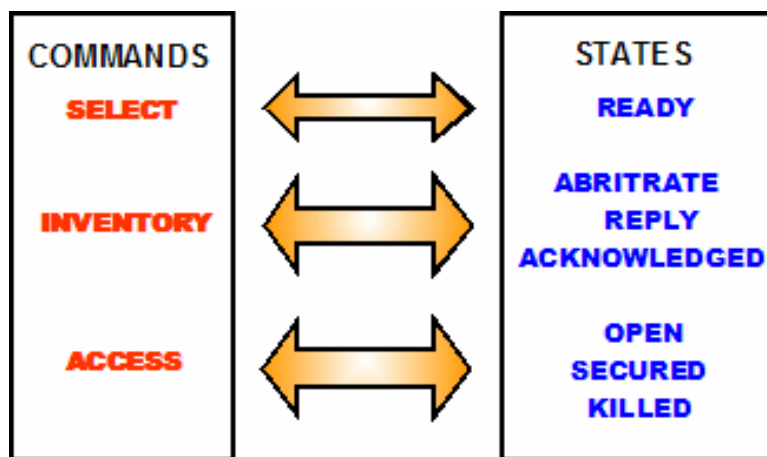 COMMANDS
SELECT
INVENTORY
ACCESS
STATES
READY
ABRITRATE
REPLY
ACKNOWLEDGED
OPEN
SECURED
KILLED